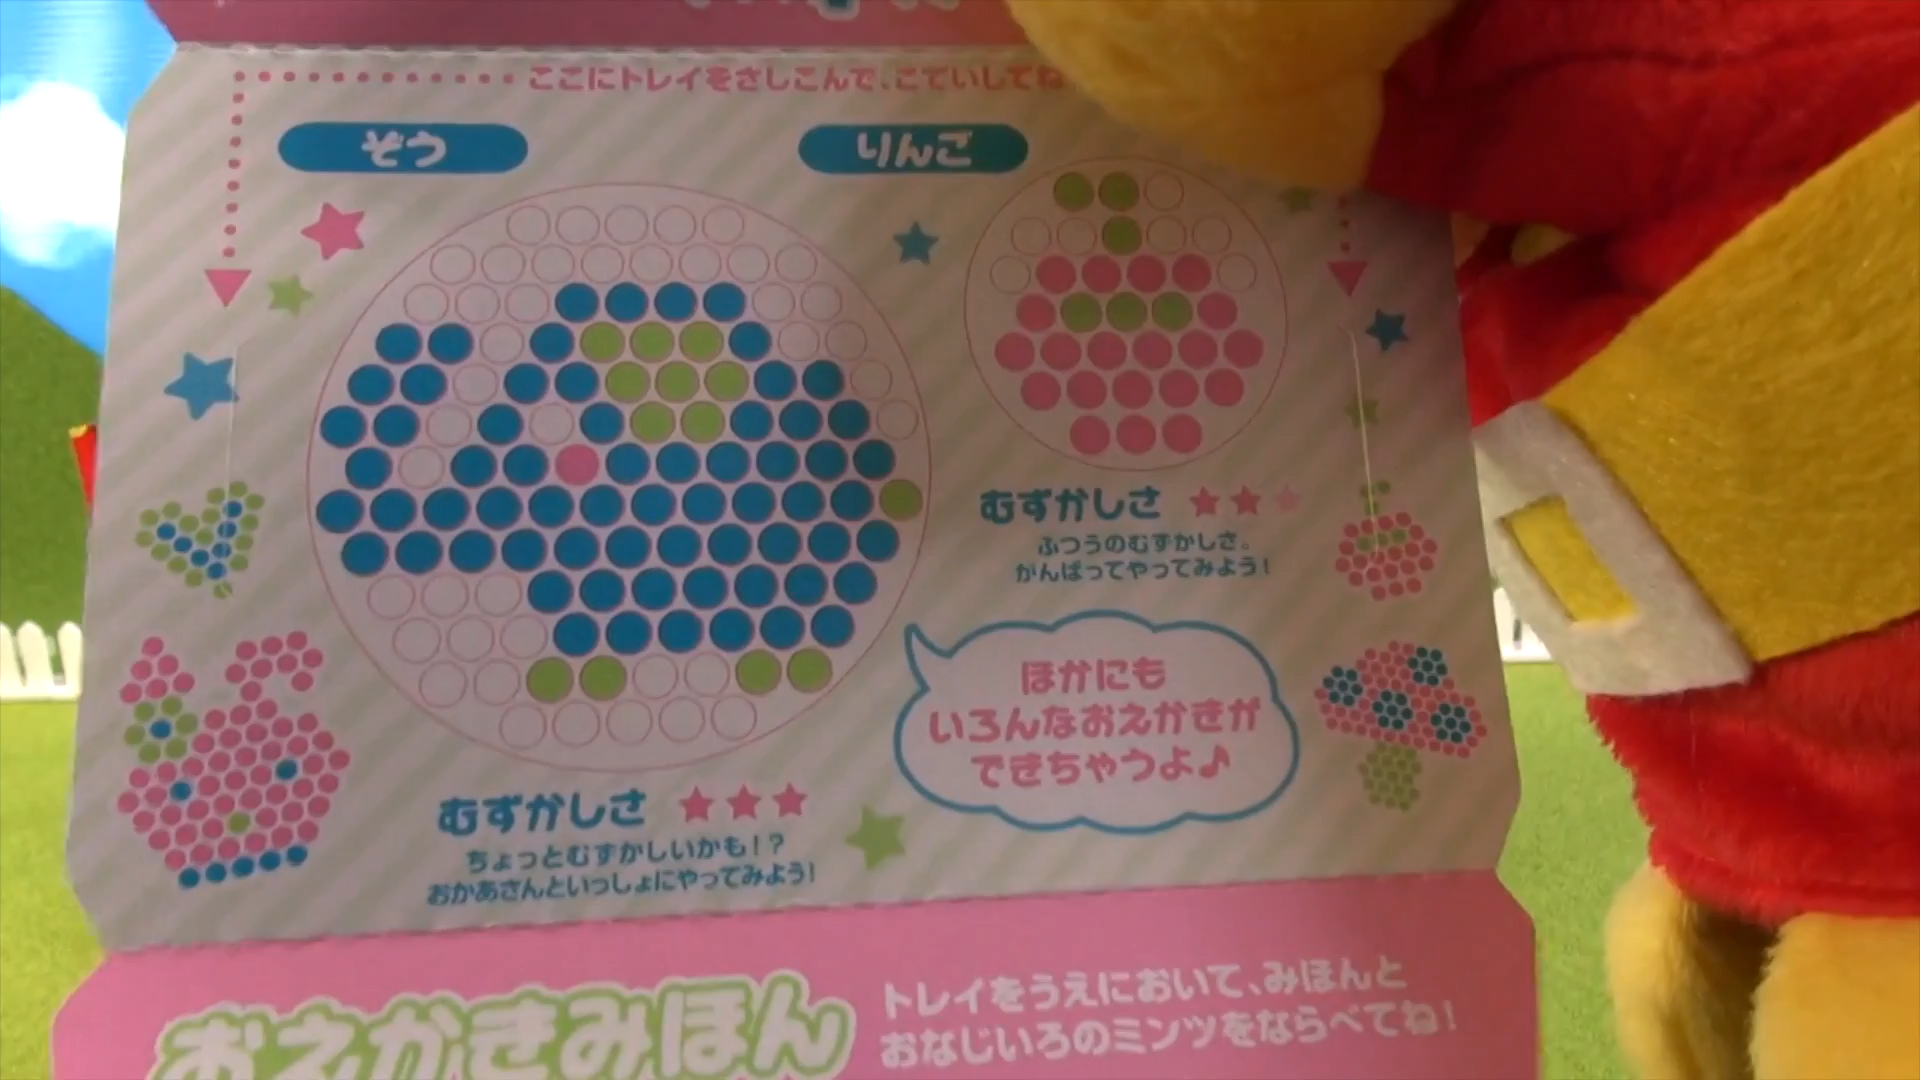 ここにトレイをさしこんで、こていしてね
ぞう
りんご
むずかしさ ★★★
ふつうのむずかしさ。
がんばってやってみよう!
ほかにも
いろんなおえかきが
できちゃうよ♪
むずかしさ ★★★
ちょっとむずかしいかも!?
おかあさんといっしょにやってみよう!
おえかきみほん
トレイをうえにおいて、みほんと
おなじいろのミンツをならべてね!